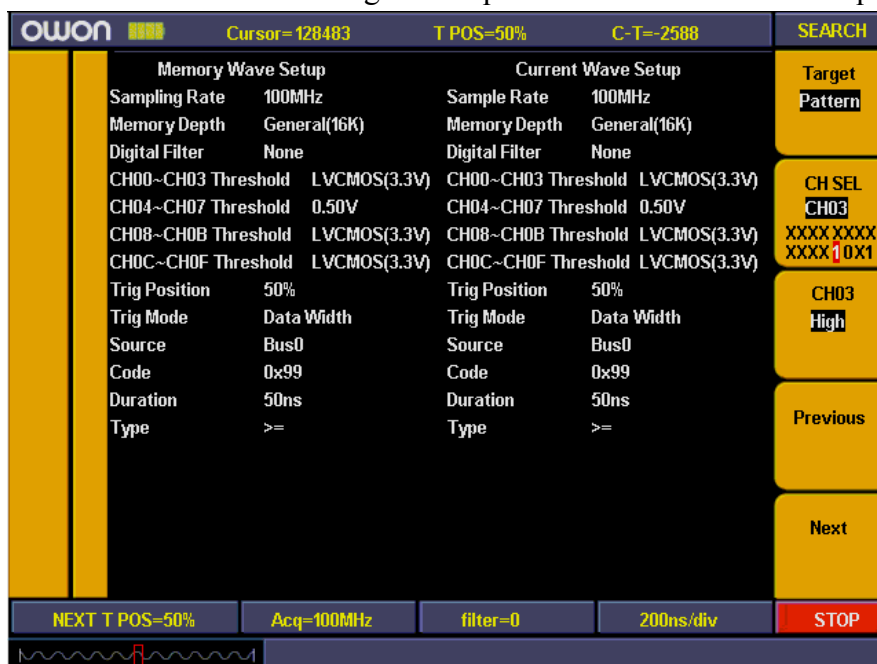 owon Cursor=128483 T POS=50% C-T=-2588 SEARCH
Memory Wave Setup Current Wave Setup
Sampling Rate 100MHz Sample Rate 100MHz
Memory Depth General(16K) Memory Depth General(16K)
Digital Filter None Digital Filter None
CH00~CH03 Threshold LVCMOS(3.3V) CH00~CH03 Threshold LVCMOS(3.3V)
CH04~CH07 Threshold 0.50V CH04~CH07 Threshold 0.50V
CH08~CH0B Threshold LVCMOS(3.3V) CH08~CH0B Threshold LVCMOS(3.3V)
CH0C~CH0F Threshold LVCMOS(3.3V) CH0C~CH0F Threshold LVCMOS(3.3V)
Trig Position 50% Trig Position 50%
Trig Mode Data Width Trig Mode Data Width
Source Bus0 Source Bus0
Code 0x99 Code 0x99
Duration 50ns Duration 50ns
Type >= Type >=
Target
Pattern
CH SEL
CH03
XXXX XXXX
XXXX 1 0X1
CH03
High
Previous
Next
NEXT T POS=50% Acq=100MHz filter=0 200ns/div STOP